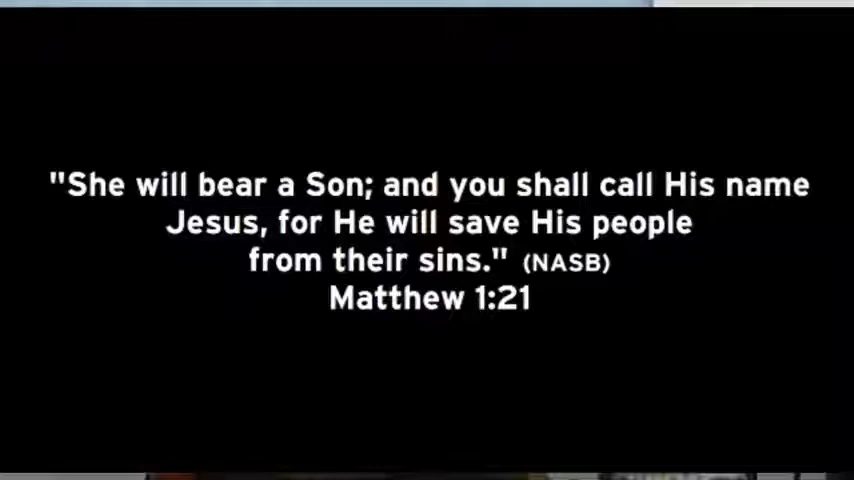 "She will bear a Son; and you shall call His name
Jesus, for He will save His people
from their sins." (NASB)
Matthew 1:21